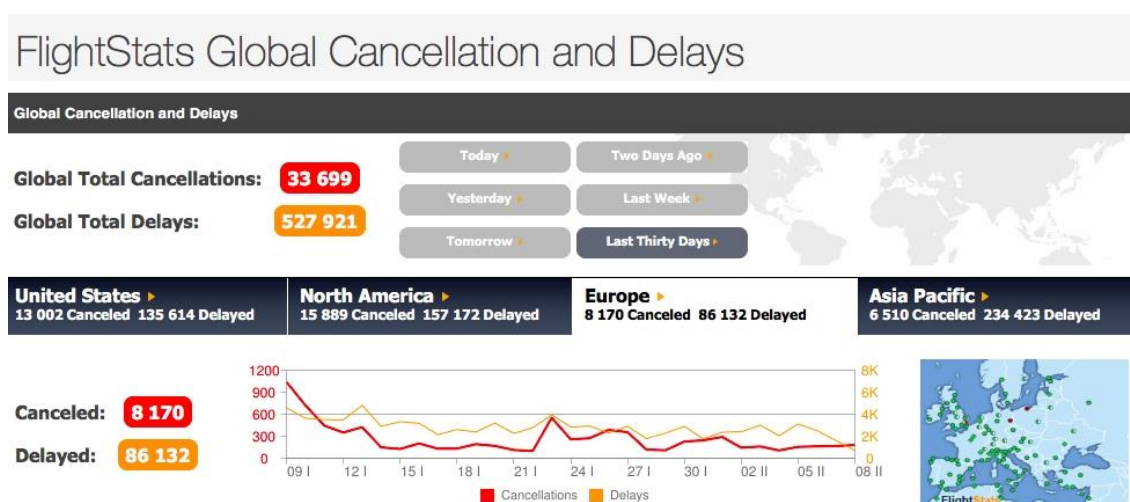 FlightStats Global Cancellation and Delays
Global Cancellation and Delays
Global Total Cancellations: 33 699
Global Total Delays: 527 921
Today
Two Days Ago
Yesterday
Last Week
Tomorrow
Last Thirty Days
United States
13 002 Canceled 135 614 Delayed
North America
15 889 Canceled 157 172 Delayed
Europe
8 170 Canceled 86 132 Delayed
Asia Pacific
6 510 Canceled 234 423 Delayed
Canceled: 8 170
Delayed: 86 132
1200
900
600
300
0
8K
6K
4K
2K
0
09 I 12 I 15 I 18 I 21 I 24 I 27 I 30 I 02 II 05 II 08 II
Cancellations Delays
FlightStats